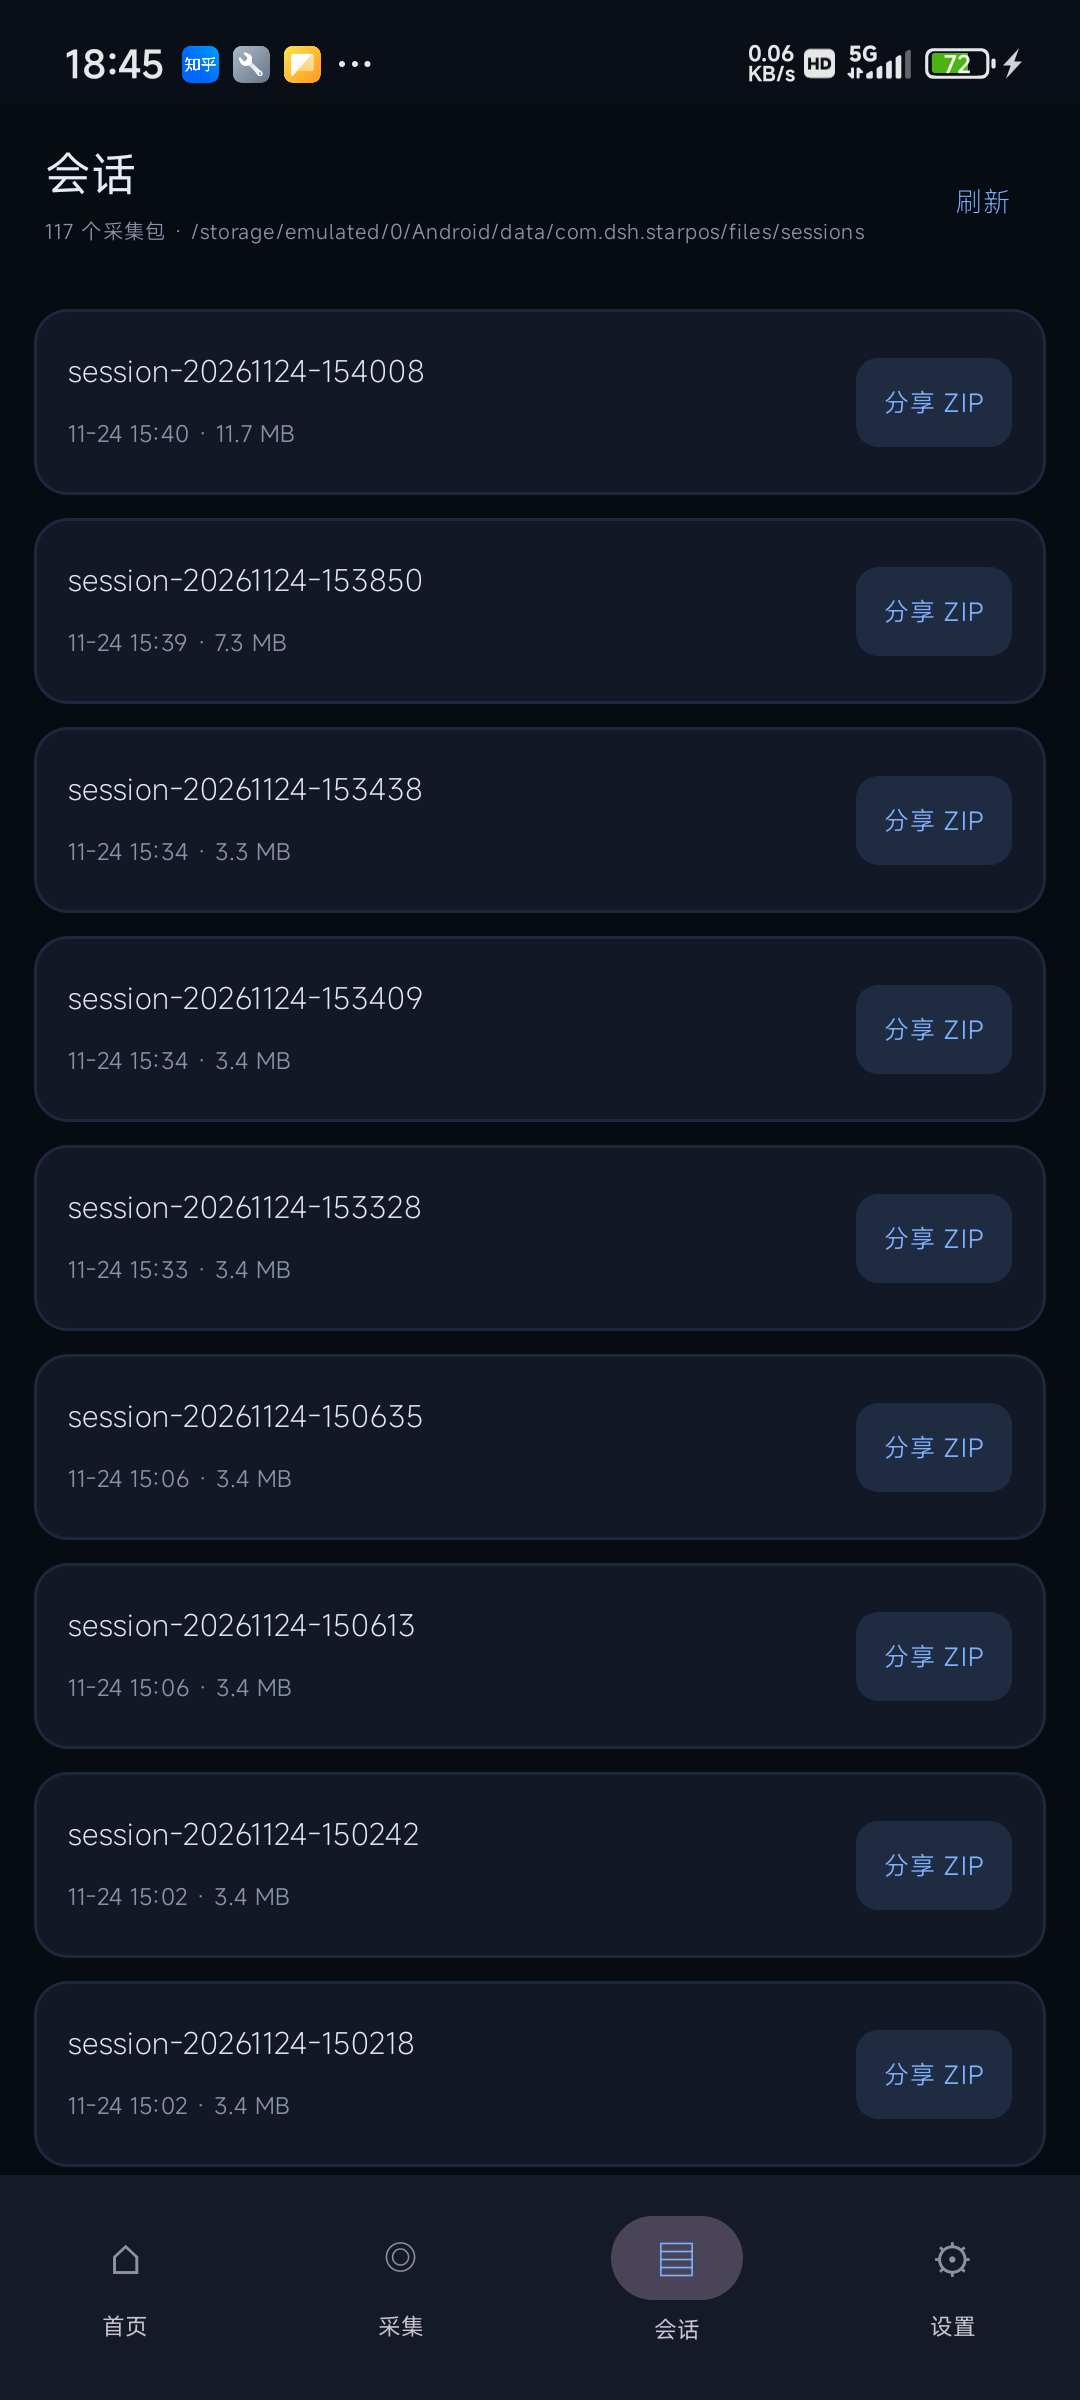 18:45 知乎 ··· 0.06 KB/s HD 5G 72
会话
刷新
117 个采集包 · /storage/emulated/0/Android/data/com.dsh.starpos/files/sessions
session-20261124-154008
分享 ZIP
11-24 15:40 · 11.7 MB
session-20261124-153850
分享 ZIP
11-24 15:39 · 7.3 MB
session-20261124-153438
分享 ZIP
11-24 15:34 · 3.3 MB
session-20261124-153409
分享 ZIP
11-24 15:34 · 3.4 MB
session-20261124-153328
分享 ZIP
11-24 15:33 · 3.4 MB
session-20261124-150635
分享 ZIP
11-24 15:06 · 3.4 MB
session-20261124-150613
分享 ZIP
11-24 15:06 · 3.4 MB
session-20261124-150242
分享 ZIP
11-24 15:02 · 3.4 MB
session-20261124-150218
分享 ZIP
11-24 15:02 · 3.4 MB
首页 采集 会话 设置